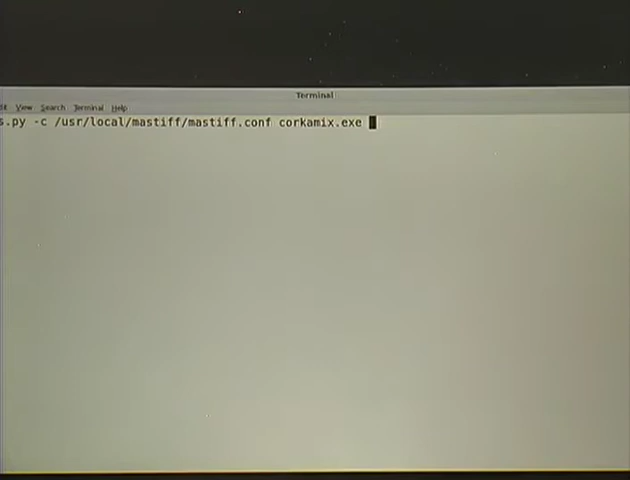 Terminal
View Search Terminal Help
s.py -c /usr/local/mastiff/mastiff.conf corkamix.exe